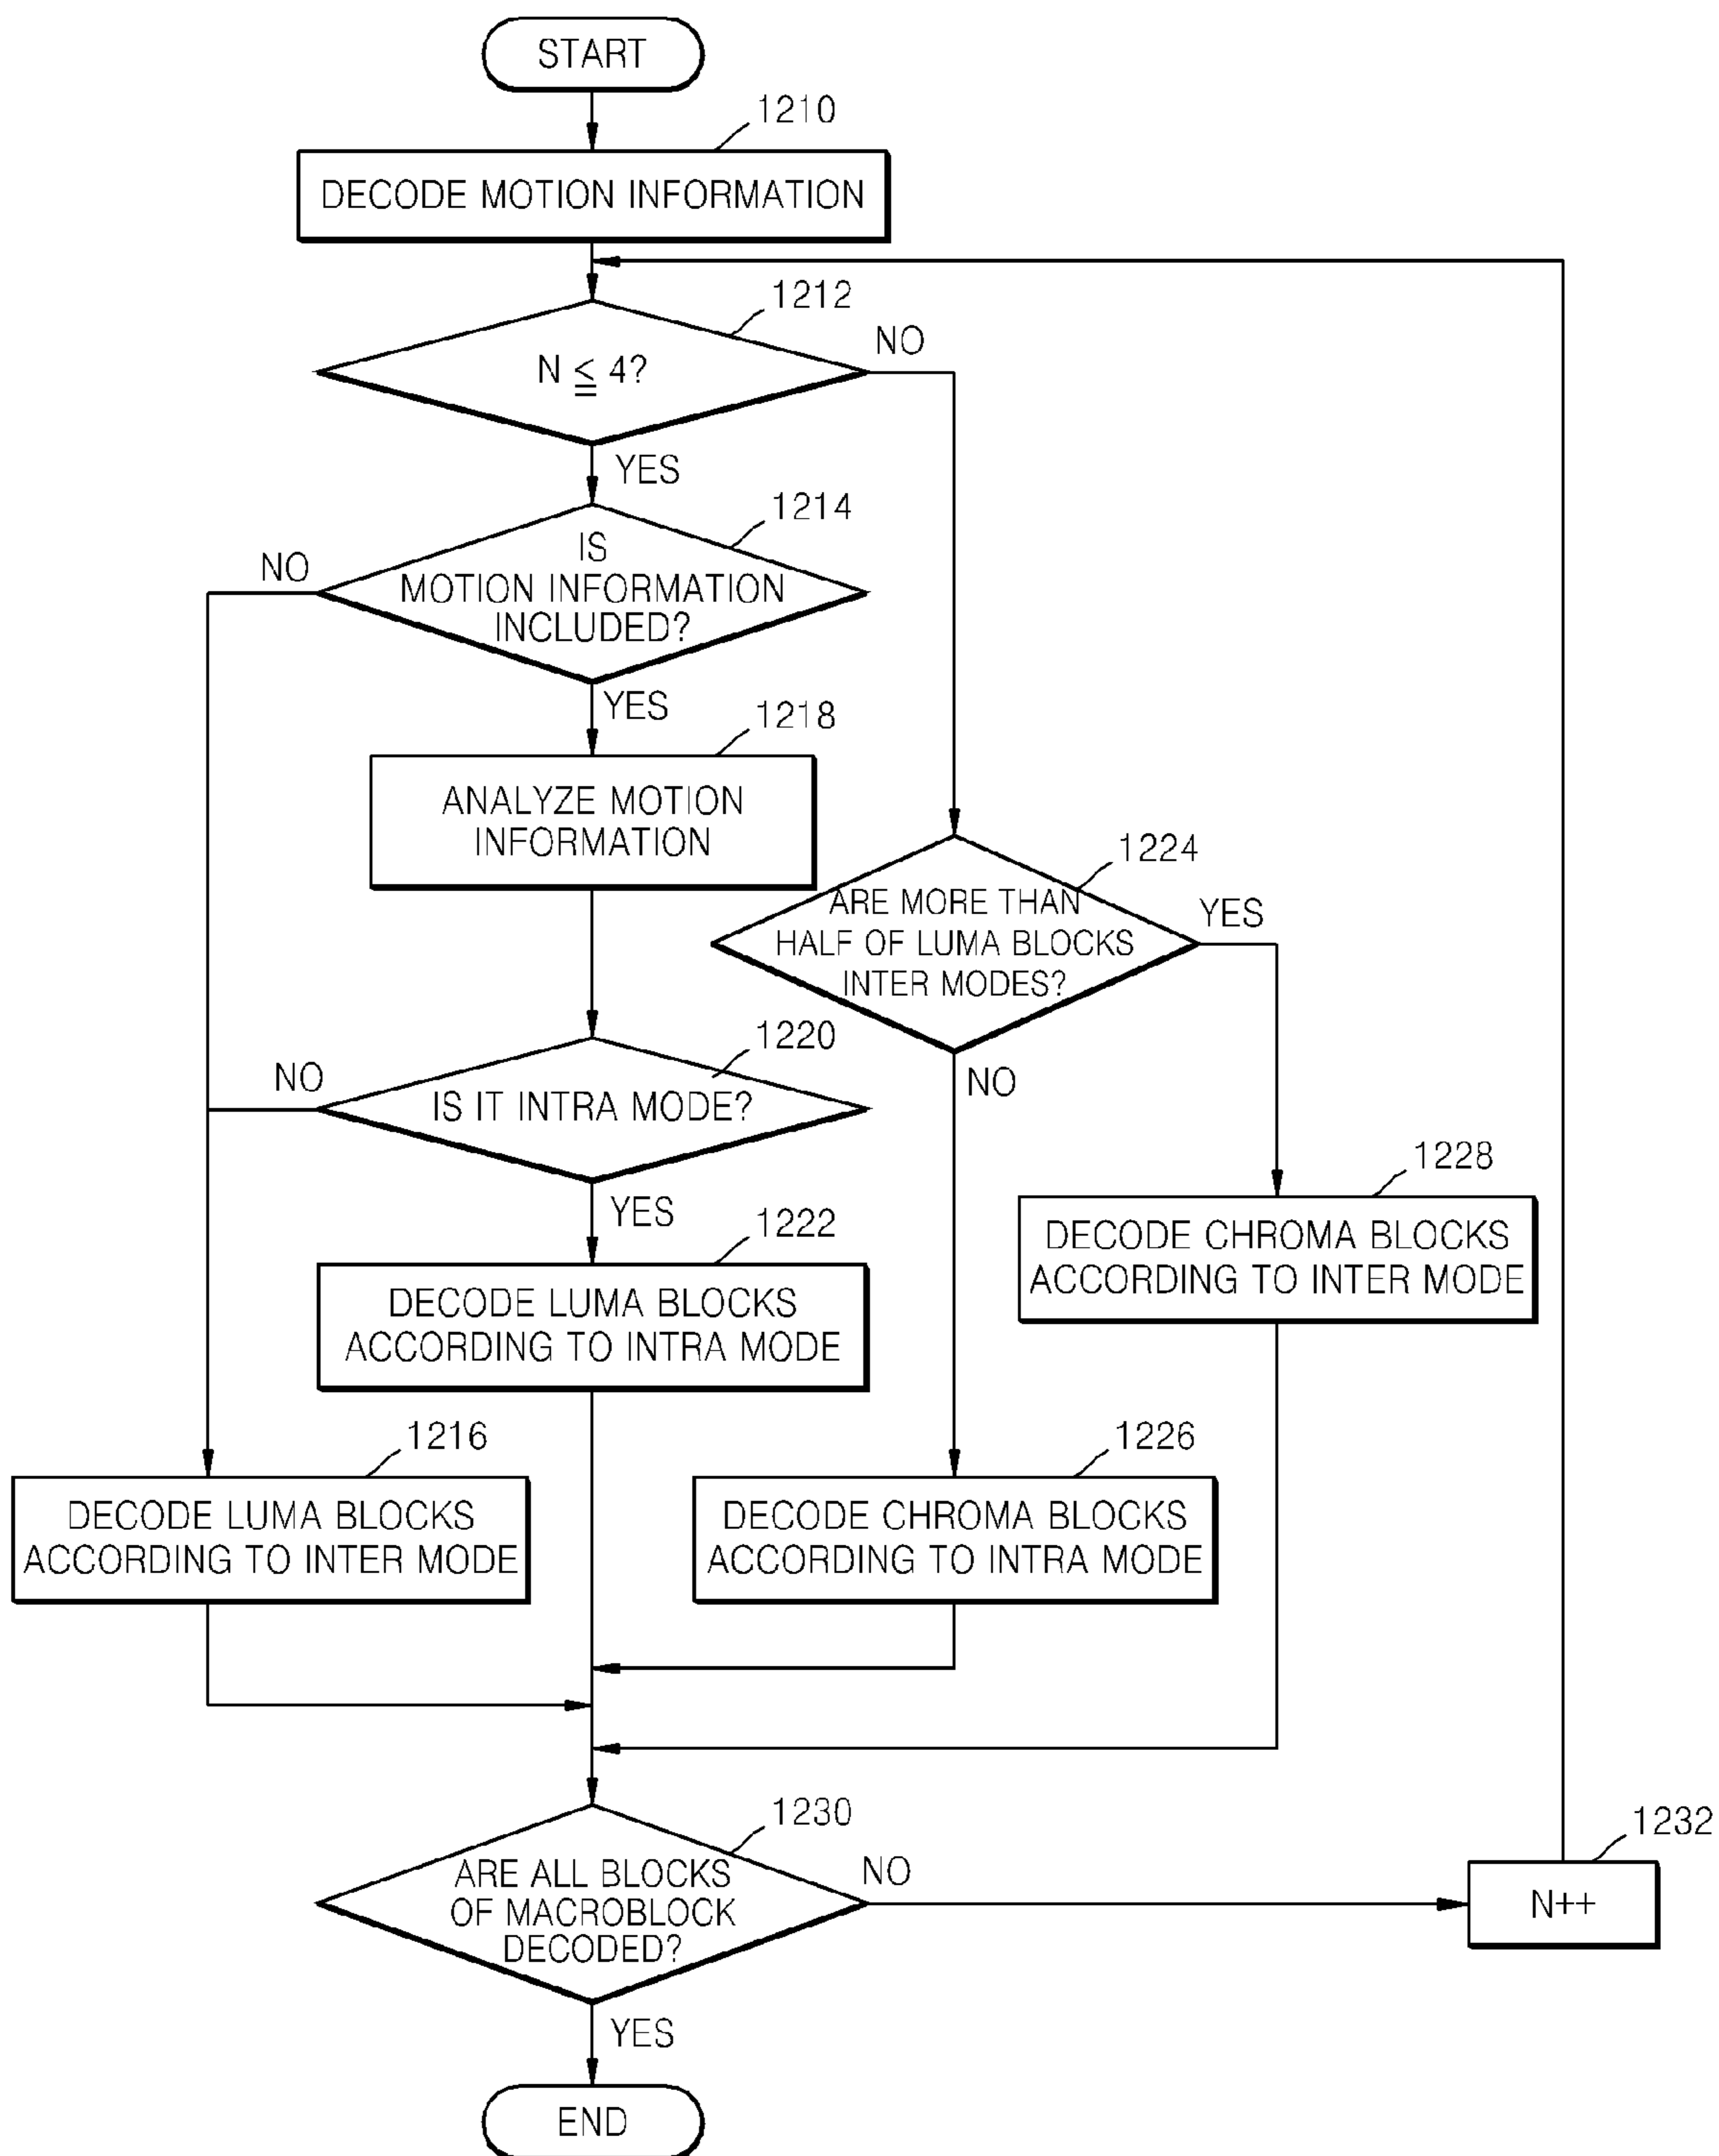 START
1210
DECODE MOTION INFORMATION
1212
N ≦ 4?
NO
YES
1214
IS
MOTION INFORMATION
INCLUDED?
NO
YES
1218
ANALYZE MOTION
INFORMATION
1224
ARE MORE THAN
HALF OF LUMA BLOCKS
INTER MODES?
YES
NO
1220
IS IT INTRA MODE?
NO
YES
1228
DECODE CHROMA BLOCKS
ACCORDING TO INTER MODE
1222
DECODE LUMA BLOCKS
ACCORDING TO INTRA MODE
1216
DECODE LUMA BLOCKS
ACCORDING TO INTER MODE
1226
DECODE CHROMA BLOCKS
ACCORDING TO INTRA MODE
1230
ARE ALL BLOCKS
OF MACROBLOCK
DECODED?
NO
1232
N++
YES
END